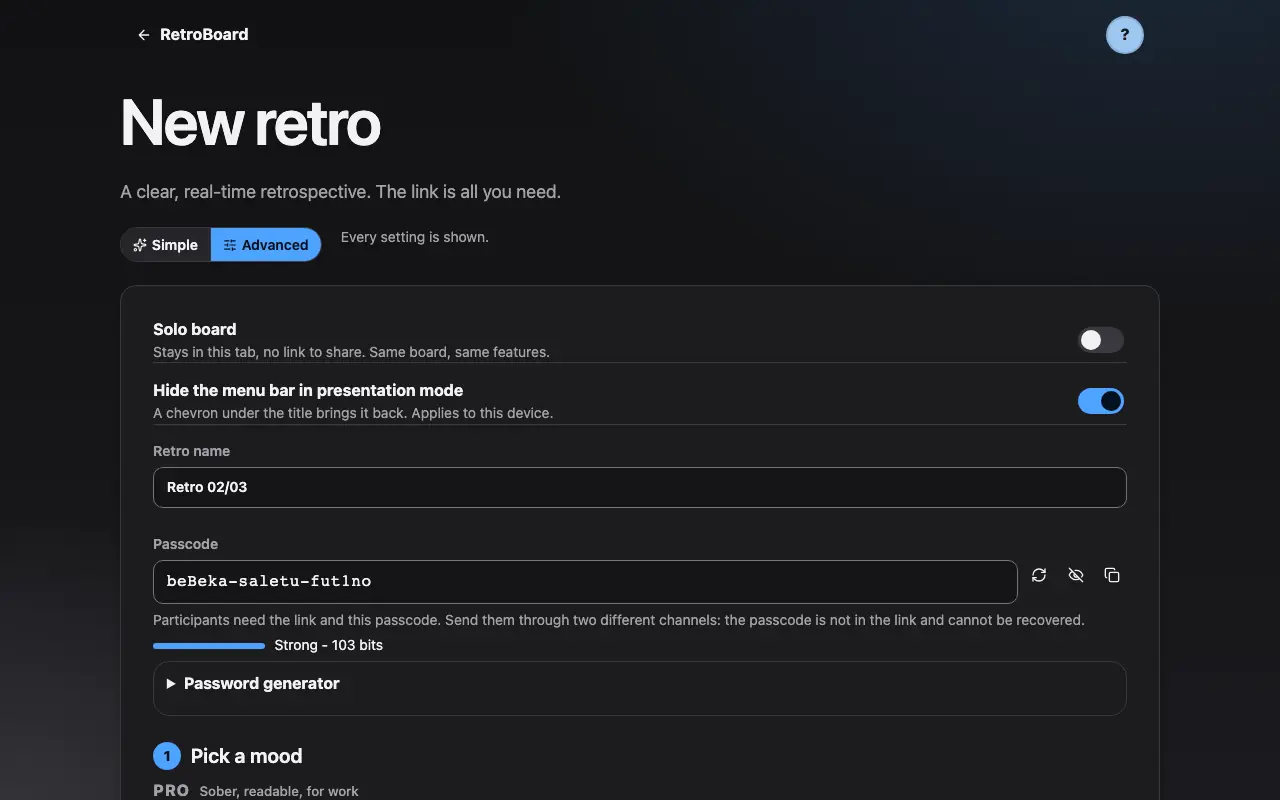 RetroBoard
?
New retro
A clear, real-time retrospective. The link is all you need.
Simple
Advanced
Every setting is shown.
Solo board
Stays in this tab, no link to share. Same board, same features.
Hide the menu bar in presentation mode
A chevron under the title brings it back. Applies to this device.
Retro name
Retro 02/03
Passcode
beBeka-saletu-fut1no
Participants need the link and this passcode. Send them through two different channels: the passcode is not in the link and cannot be recovered.
Strong - 103 bits
Password generator
1 Pick a mood
PRO Sober, readable, for work